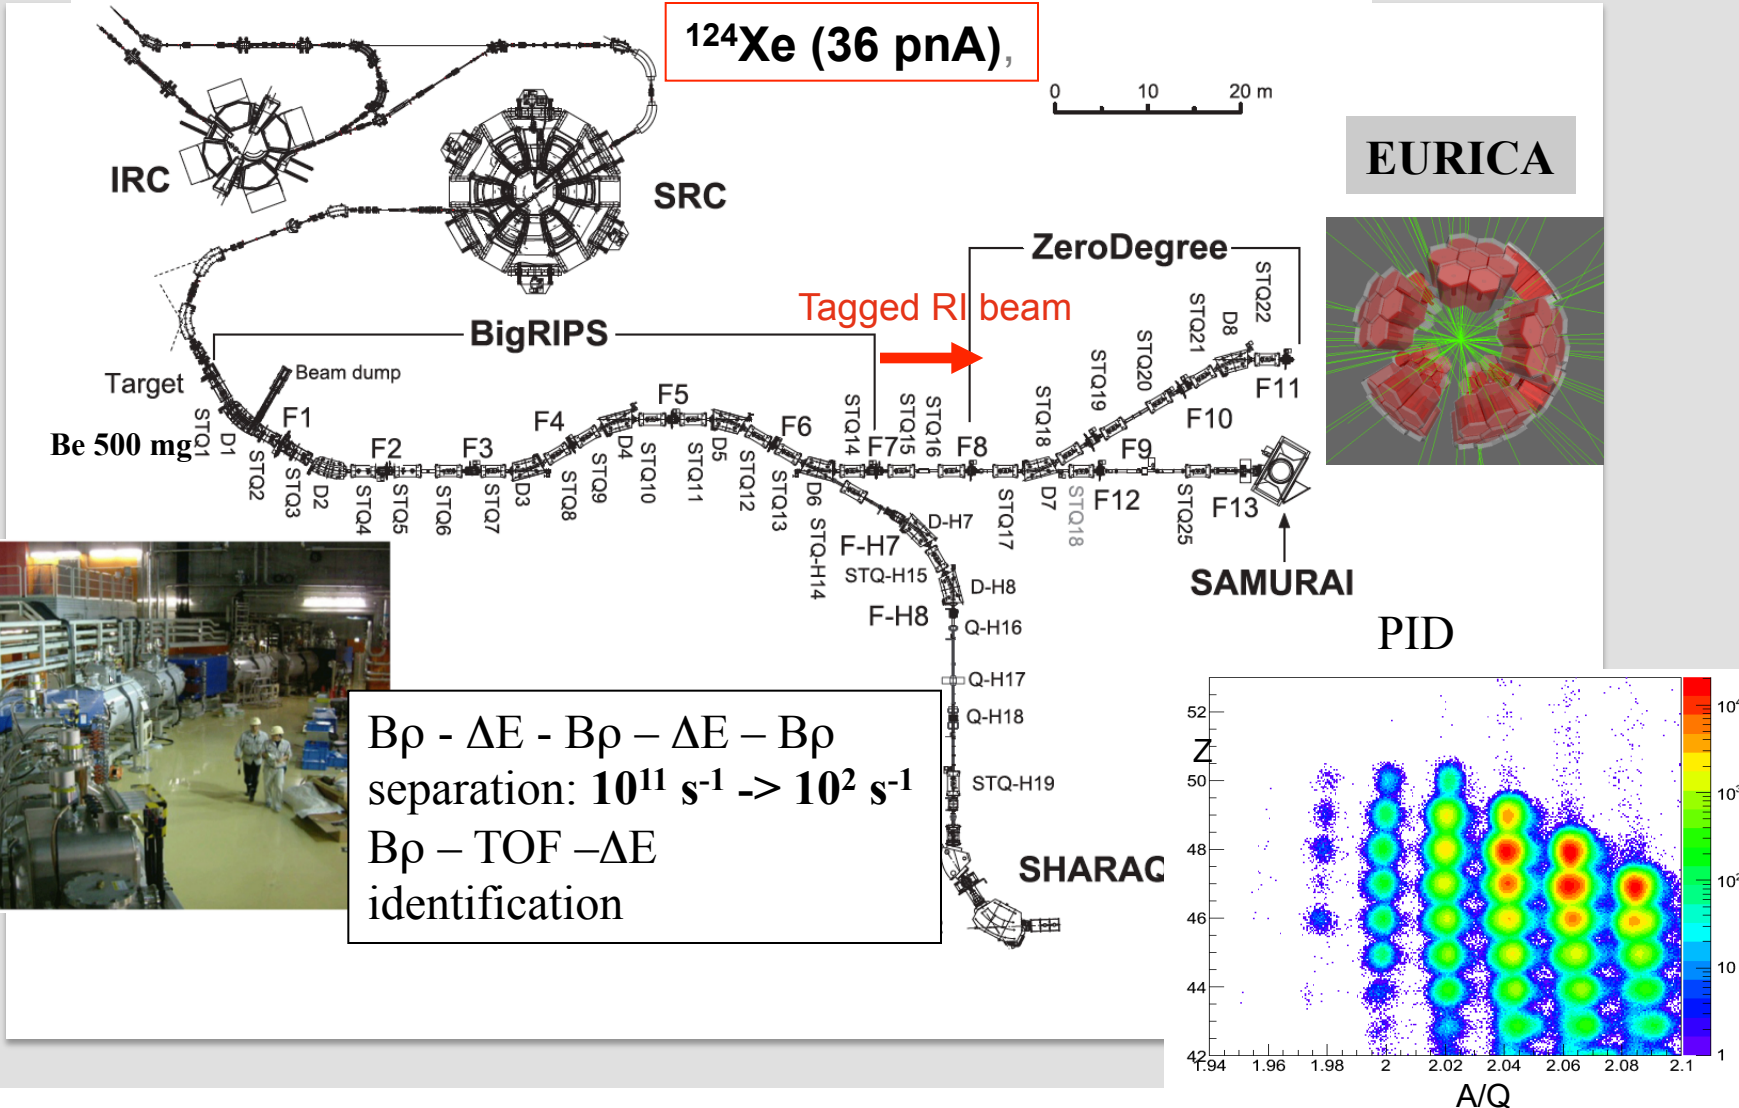 ¹²⁴Xe (36 pnA),
0 10 20 m
EURICA
IRC
SRC
ZeroDegree
Tagged RI beam
BigRIPS
Target
Beam dump
Be 500 mg
STQ1
D1
STQ2
F1
STQ3
D2
STQ4
F2
STQ5
STQ6
F3
STQ7
D3
F4
STQ8
STQ9
D4
STQ10
F5
STQ11
D5
STQ12
F6
STQ13
D6
STQ14
F7
STQ15
STQ16
F8
STQ17
STQ18
D7
STQ18
STQ19
F9
STQ20
F10
STQ21
D8
STQ22
F11
F12
STQ25
F13
SAMURAI
STQ-H14
F-H7
D-H7
STQ-H15
D-H8
F-H8
Q-H16
Q-H17
Q-H18
STQ-H19
SHARAQ
Bρ - ΔE - Bρ – ΔE – Bρ
separation: 10¹¹ s⁻¹ -> 10² s⁻¹
Bρ – TOF –ΔE
identification
PID
Z
52
50
48
46
44
42
1.94 1.96 1.98 2 2.02 2.04 2.06 2.08 2.1
A/Q
10⁴
10³
10²
10
1